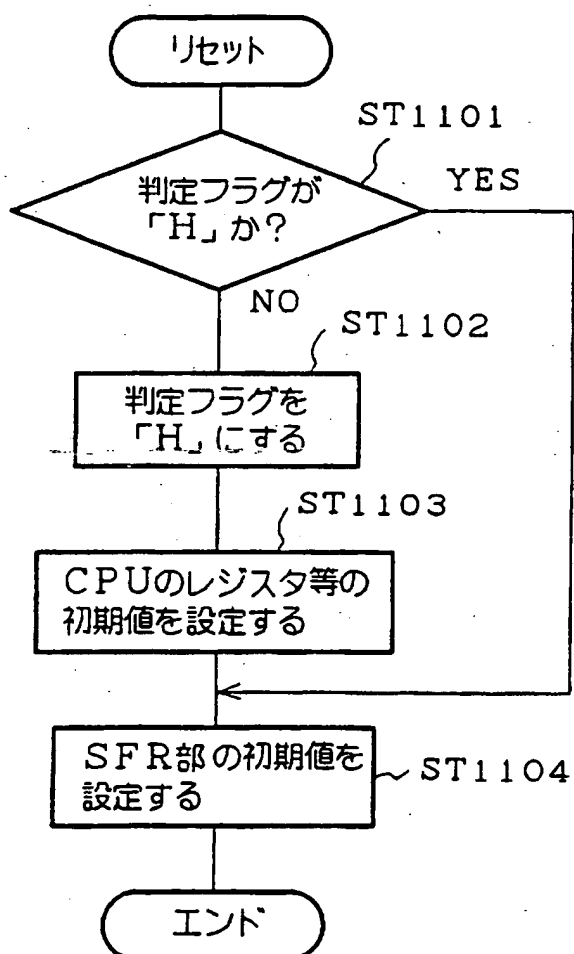 リセット
ST1101
判定フラグが
「H」か?
YES
NO
ST1102
判定フラグを
「H」にする
ST1103
CPUのレジスタ等の
初期値を設定する
SFR部の初期値を
設定する
ST1104
エンド